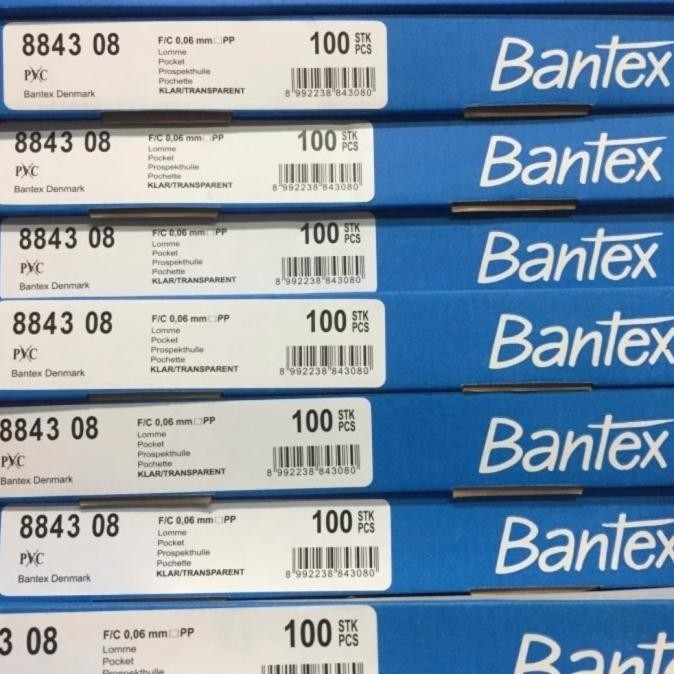 8843 08 F/C 0,06 mm □ PP 100 STK PCS Bantex
Lomme
PVC Pocket
Prospekthulle
Bantex Denmark Pochette
KLAR/TRANSPARENT 8 992238 843080
8843 08 F/C 0,06 mm □ PP 100 STK PCS Bantex
Lomme
PVC Pocket
Prospekthulle
Bantex Denmark Pochette
KLAR/TRANSPARENT 8 992238 843080
8843 08 F/C 0,06 mm □ PP 100 STK PCS Bantex
Lomme
PVC Pocket
Prospekthulle
Bantex Denmark Pochette
KLAR/TRANSPARENT 8 992238 843080
8843 08 F/C 0,06 mm □ PP 100 STK PCS Bantex
Lomme
PVC Pocket
Prospekthulle
Bantex Denmark Pochette
KLAR/TRANSPARENT 8 992238 843080
8843 08 F/C 0,06 mm □ PP 100 STK PCS Bantex
Lomme
PVC Pocket
Prospekthulle
Bantex Denmark Pochette
KLAR/TRANSPARENT 8 992238 843080
8843 08 F/C 0,06 mm □ PP 100 STK PCS Bantex
Lomme
PVC Pocket
Prospekthulle
Bantex Denmark Pochette
KLAR/TRANSPARENT 8 992238 843080
3 08 F/C 0,06 mm □ PP 100 STK PCS Bant
Lomme
Pocket
Prospekthulle